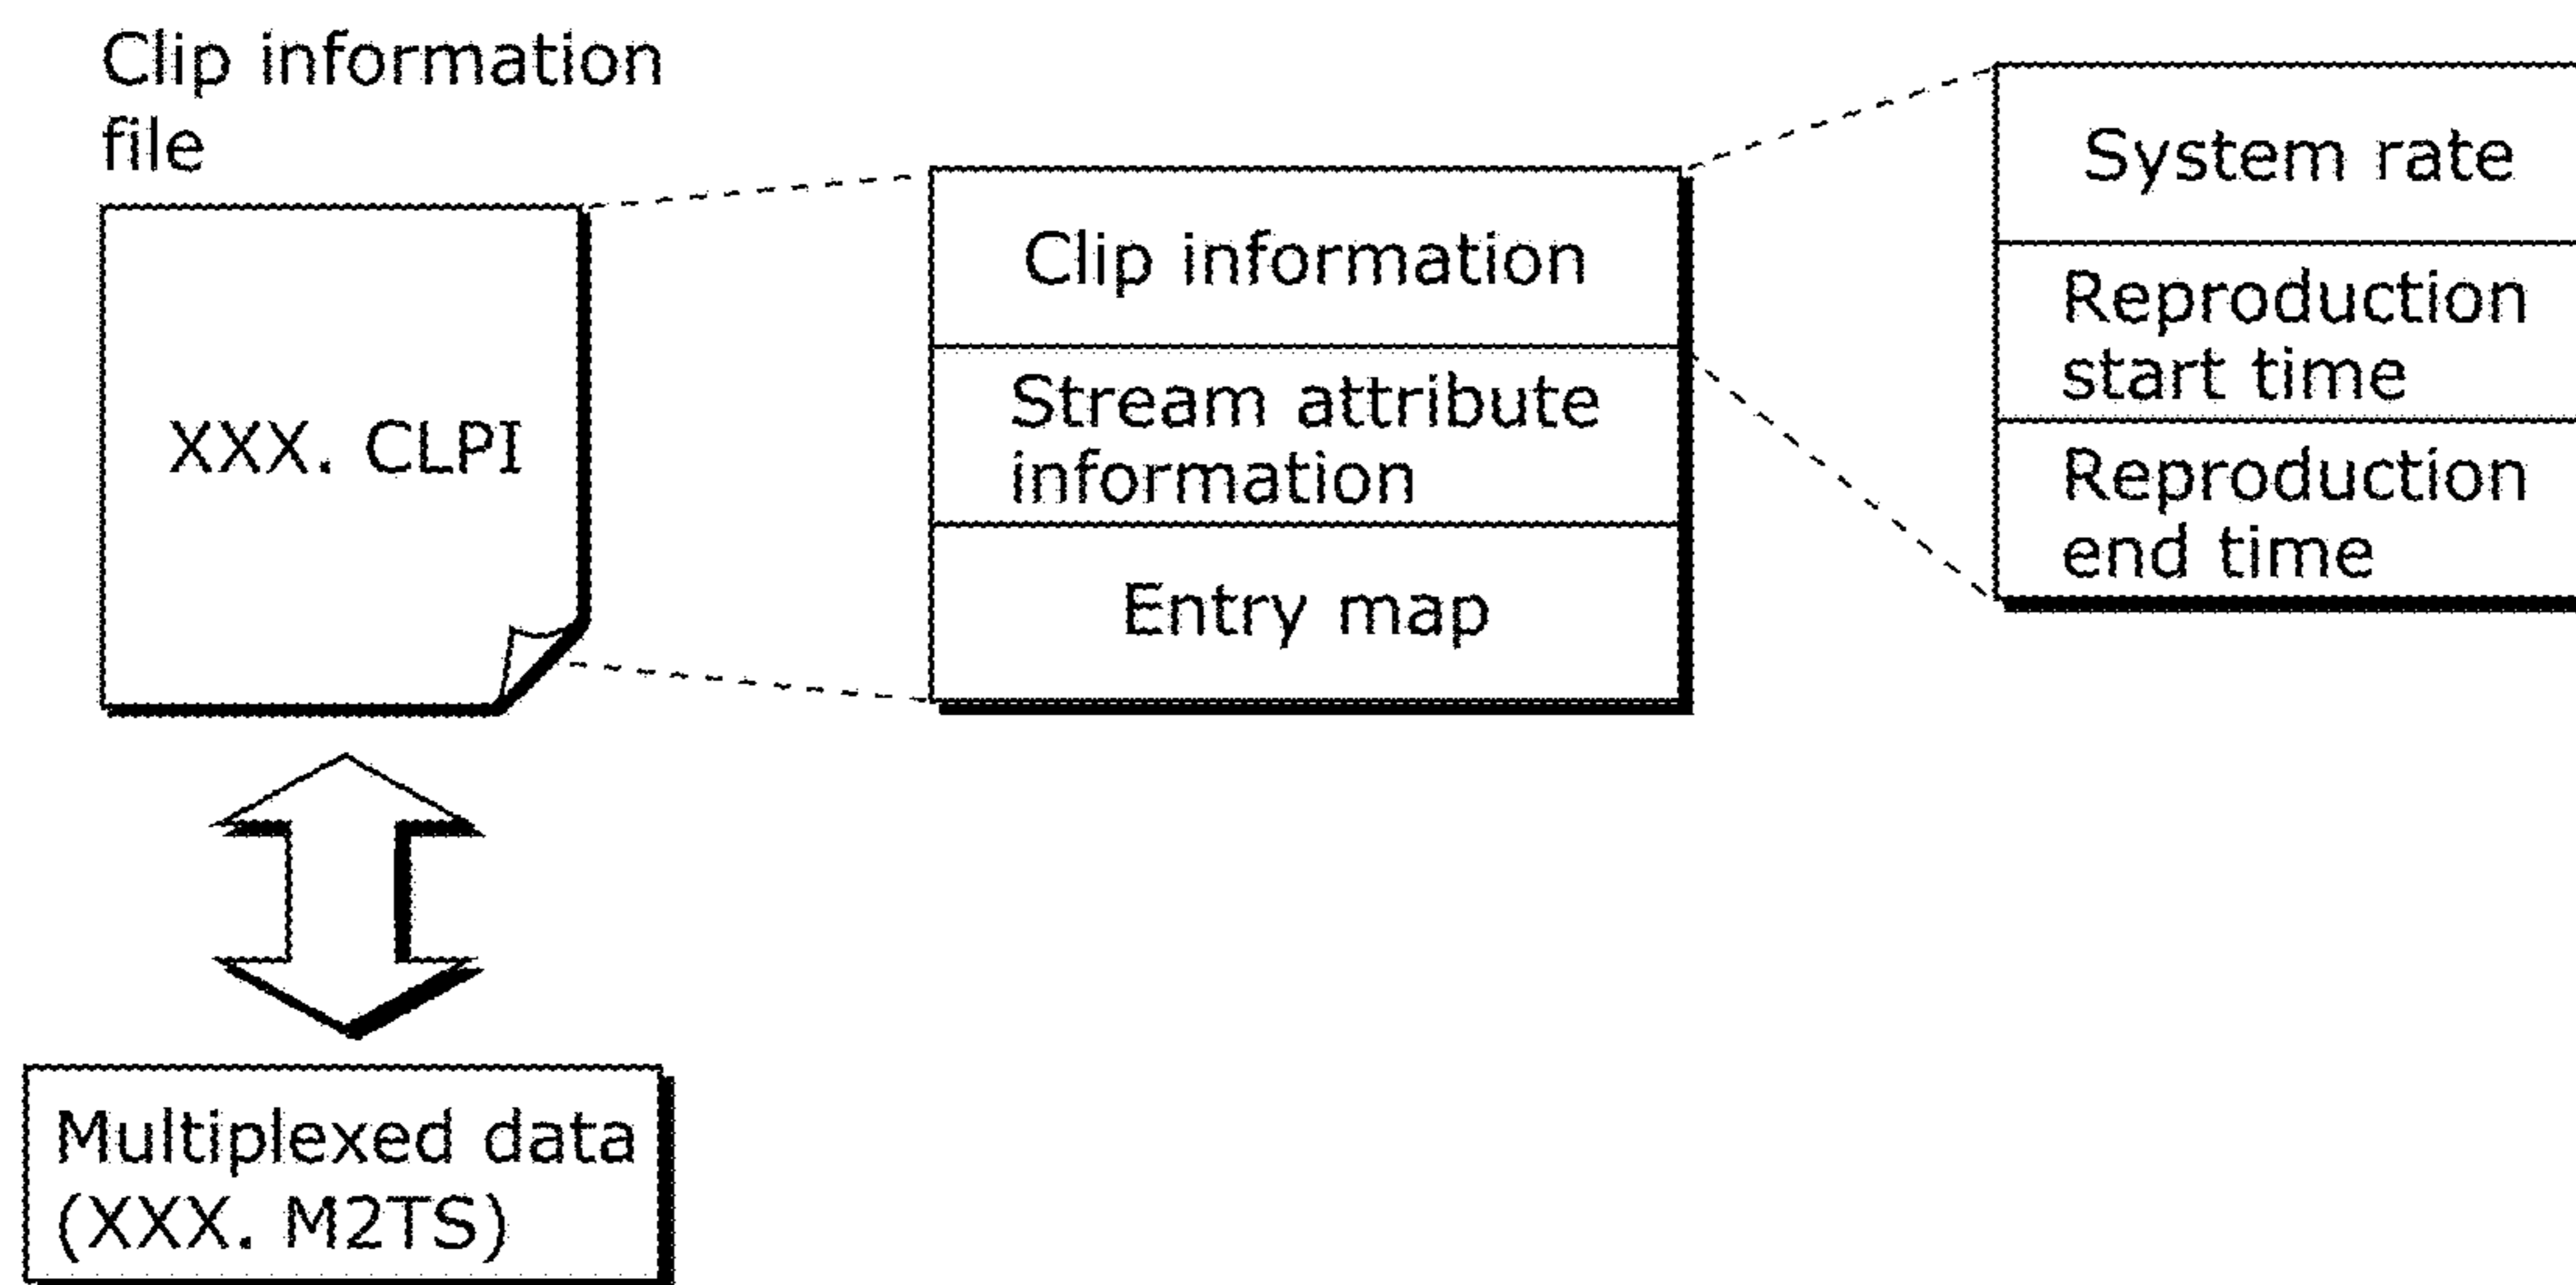 Clip information
file
XXX. CLPI
Clip information
Stream attribute
information
Entry map
System rate
Reproduction
start time
Reproduction
end time
Multiplexed data
(XXX. M2TS)